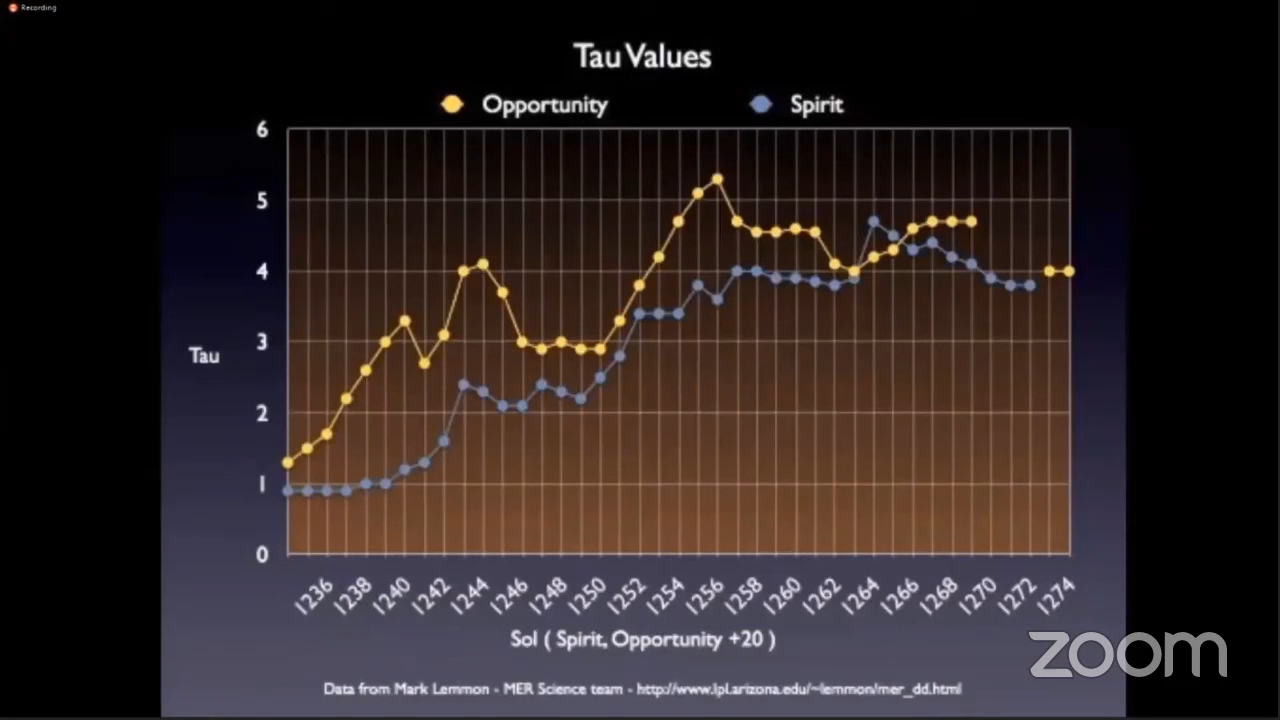 Recording
Tau Values
Opportunity
Spirit
6
5
4
3
Tau
2
1
0
1236 1238 1240 1242 1244 1246 1248 1250 1252 1254 1256 1258 1260 1262 1264 1266 1268 1270 1272 1274
Sol ( Spirit, Opportunity +20 )
zoom
Data from Mark Lemmon - MER Science team - http://www.lpl.arizona.edu/~lemmon/mer_dd.html